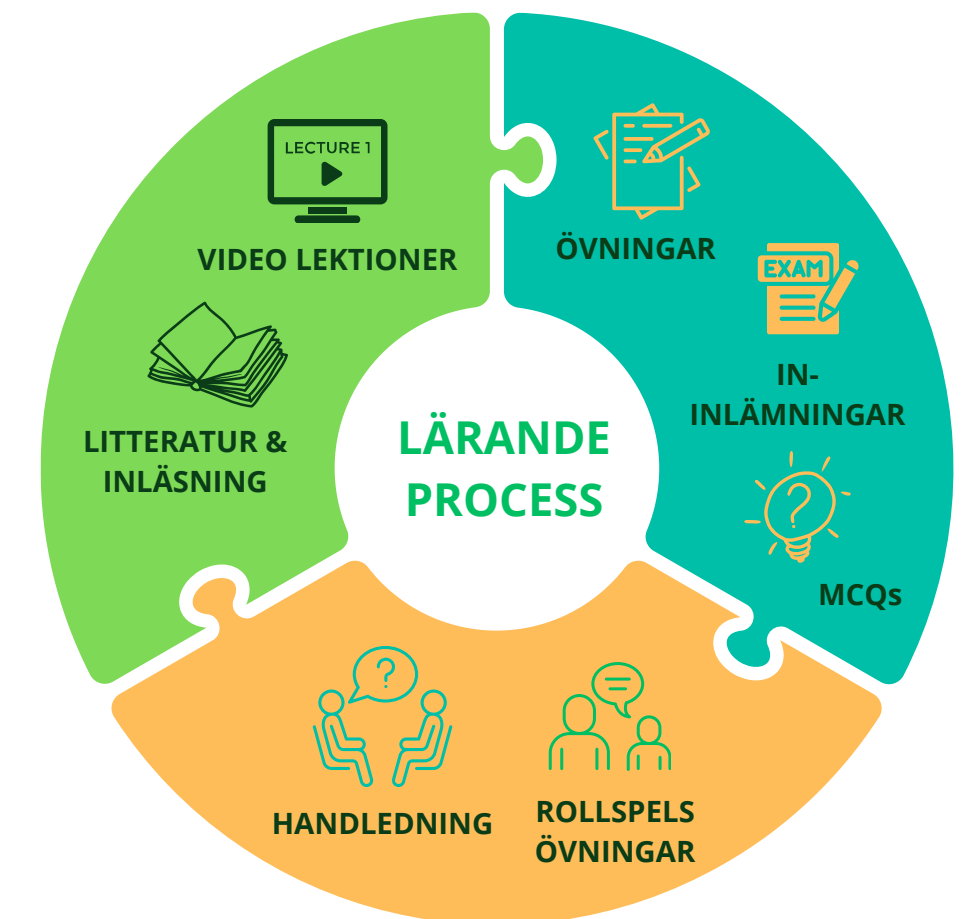 LECTURE 1
VIDEO LEKTIONER
LITTERATUR &
INLÄSNING
ÖVNINGAR
EXAM
IN-
INLÄMNINGAR
?
MCQs
LÄRANDE
PROCESS
?
HANDLEDNING
ROLLSPELS
ÖVNINGAR